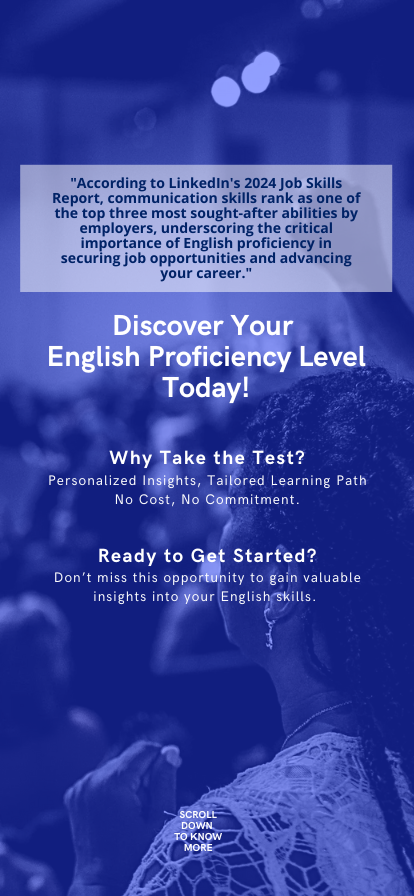 "According to LinkedIn's 2024 Job Skills
Report, communication skills rank as one of
the top three most sought-after abilities by
employers, underscoring the critical
importance of English proficiency in
securing job opportunities and advancing
your career."
Discover Your
English Proficiency Level
Today!
Why Take the Test?
Personalized Insights, Tailored Learning Path
No Cost, No Commitment.
Ready to Get Started?
Don’t miss this opportunity to gain valuable
insights into your English skills.
SCROLL
DOWN
TO KNOW
MORE